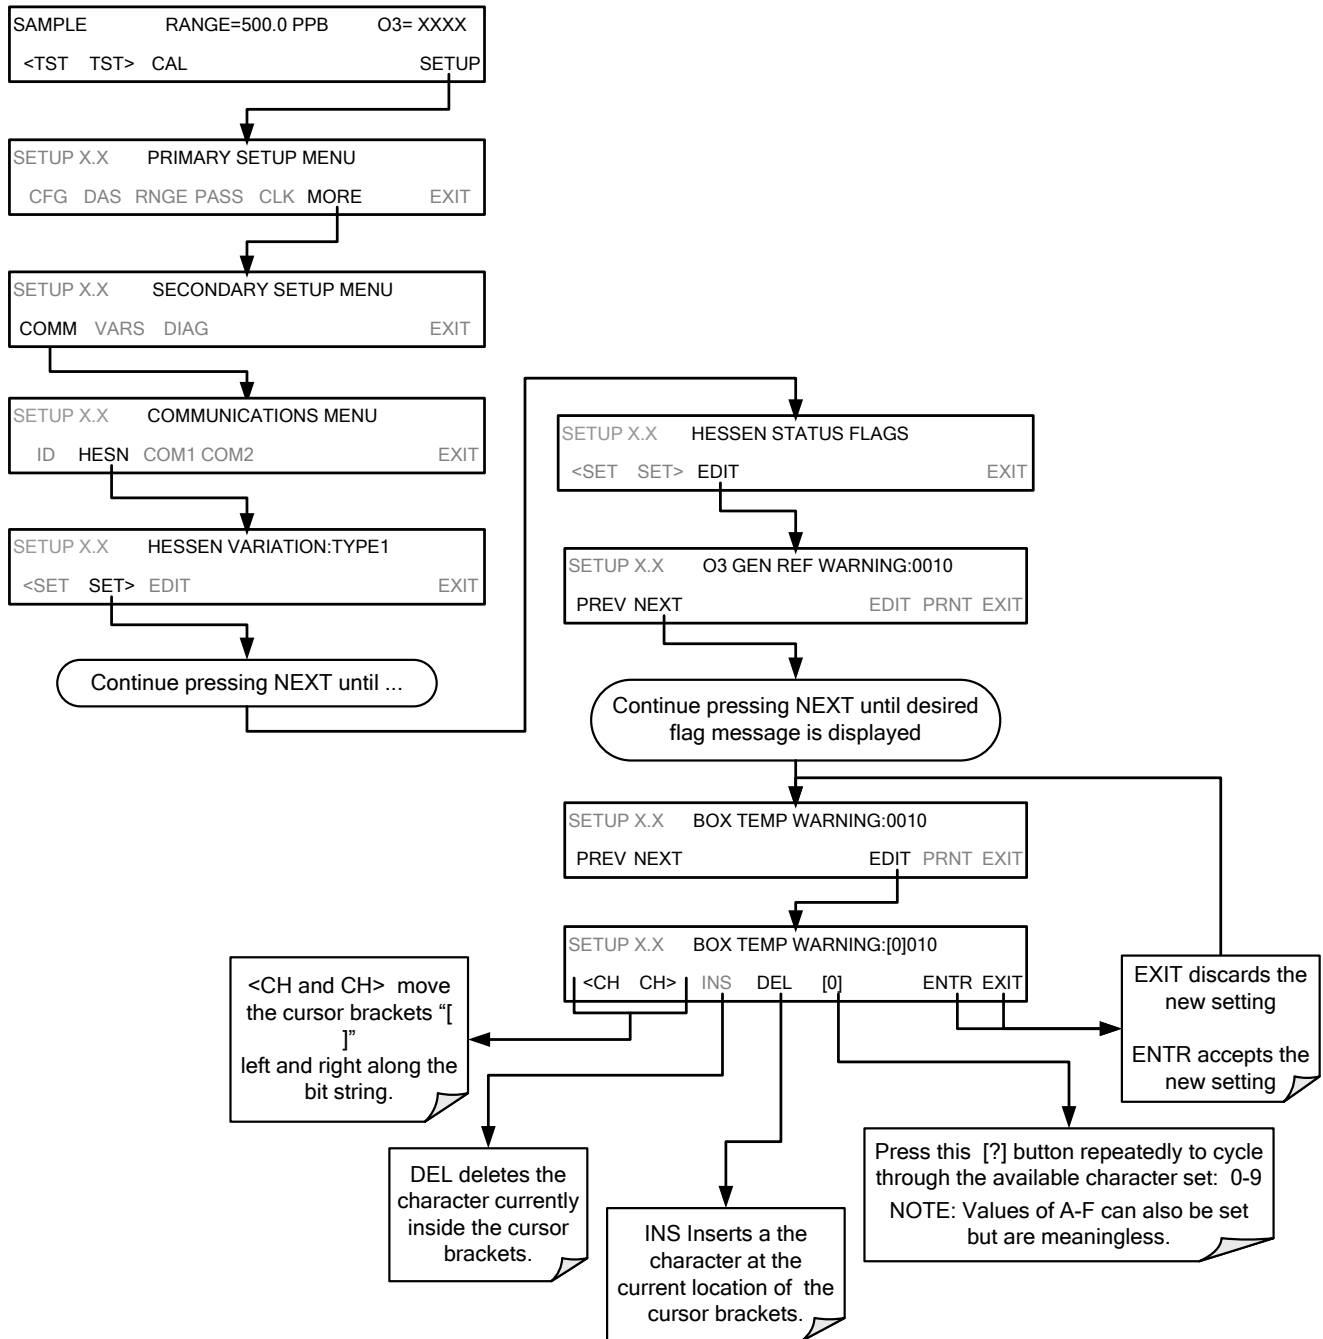 SAMPLE RANGE=500.0 PPB O3= XXXX
<TST TST> CAL SETUP
SETUP X.X PRIMARY SETUP MENU
CFG DAS RNGE PASS CLK MORE EXIT
SETUP X.X SECONDARY SETUP MENU
COMM VARS DIAG EXIT
SETUP X.X COMMUNICATIONS MENU
ID HESN COM1 COM2 EXIT
SETUP X.X HESSEN VARIATION:TYPE1
<SET SET> EDIT EXIT
Continue pressing NEXT until ...
SETUP X.X HESSEN STATUS FLAGS
<SET SET> EDIT EXIT
SETUP X.X O3 GEN REF WARNING:0010
PREV NEXT EDIT PRNT EXIT
Continue pressing NEXT until desired
flag message is displayed
SETUP X.X BOX TEMP WARNING:0010
PREV NEXT EDIT PRNT EXIT
SETUP X.X BOX TEMP WARNING:[0]010
<CH CH> INS DEL [0] ENTR EXIT
<CH and CH> move
the cursor brackets “[
]”
left and right along the
bit string.
DEL deletes the
character currently
inside the cursor
brackets.
INS Inserts a the
character at the
current location of the
cursor brackets.
Press this [?] button repeatedly to cycle
through the available character set: 0-9
NOTE: Values of A-F can also be set
but are meaningless.
EXIT discards the
new setting
ENTR accepts the
new setting